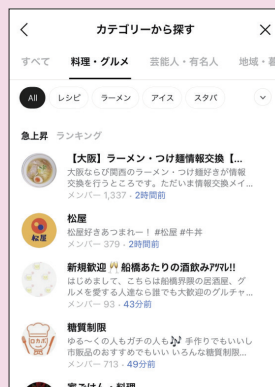 カテゴリーから探す
すべて 料理・グルメ 芸能人・有名人 地域・暮
All レシピ ラーメン アイス スタバ
急上昇 ランキング
【大阪】ラーメン・つけ麺情報交換【...
大阪ならび関西のラーメン・つけ麺好きが情報
交換を行うところです。ただいま情報交換メイ...
メンバー 1,337・2時間前
松屋
松屋
松屋好きあつまれー！ #松屋 #牛丼
メンバー 379・2時間前
新規歓迎 船橋あたりの酒飲みｱﾂﾏﾚ!!
はじめまして、こちらは船橋界隈の居酒屋、グ
ルメを愛する人達なら誰でも大歓迎のグルチャ...
メンバー 93・43分前
糖質制限
ロカボ
ゆる〜くの人もガチの人も 手作りでもいいし
市販品のおすすめでもいい いろんな糖質制限...
メンバー 713・49分前
家ごはん・料理